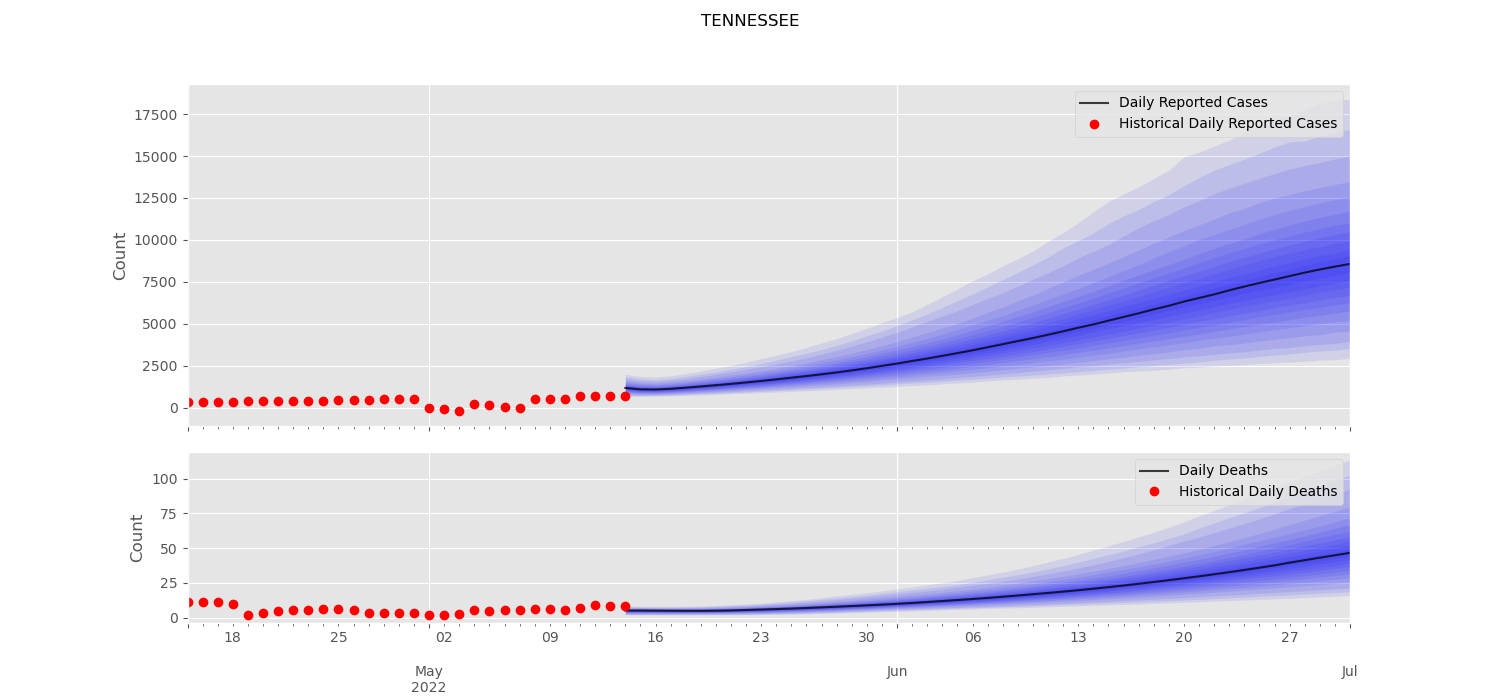 TENNESSEE
17500
15000
12500
10000
7500
5000
2500
0
Count
Daily Reported Cases
Historical Daily Reported Cases
100
75
50
25
0
Count
Daily Deaths
Historical Daily Deaths
18 25 02 09 16 23 30 06 13 20 27
May Jun Jul
2022